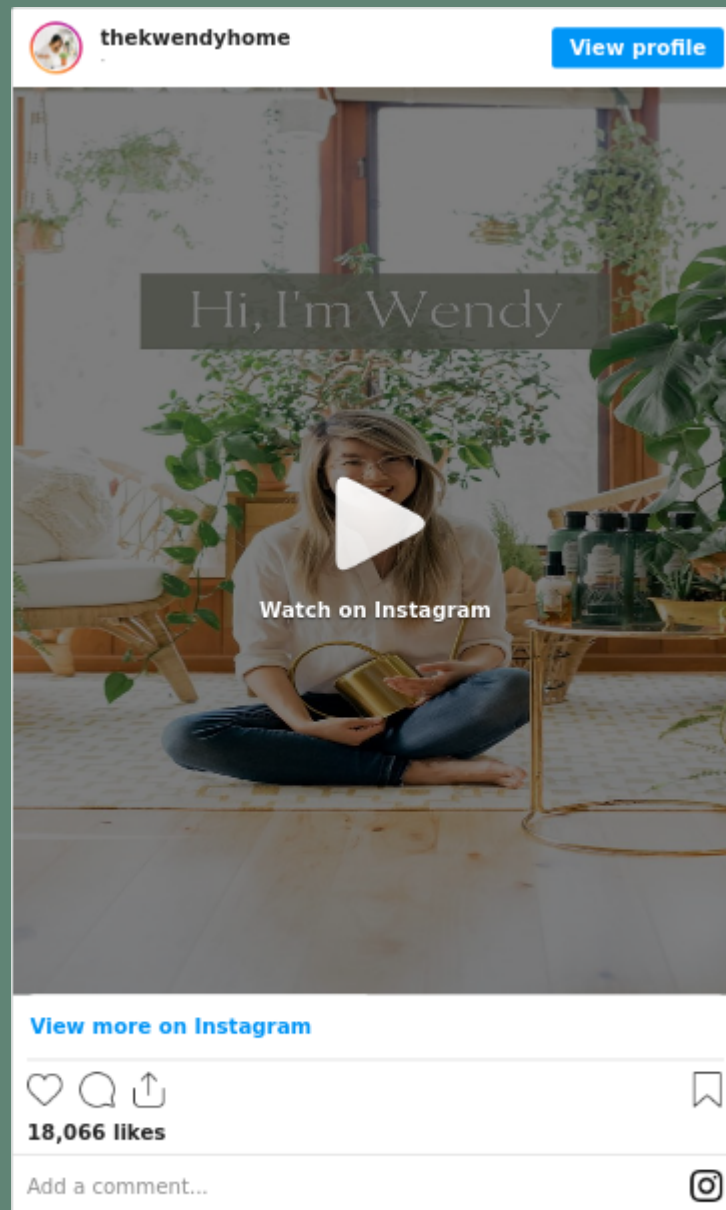 thekwendyhome
View profile
Hi, I'm Wendy
Watch on Instagram
View more on Instagram
18,066 likes
Add a comment...